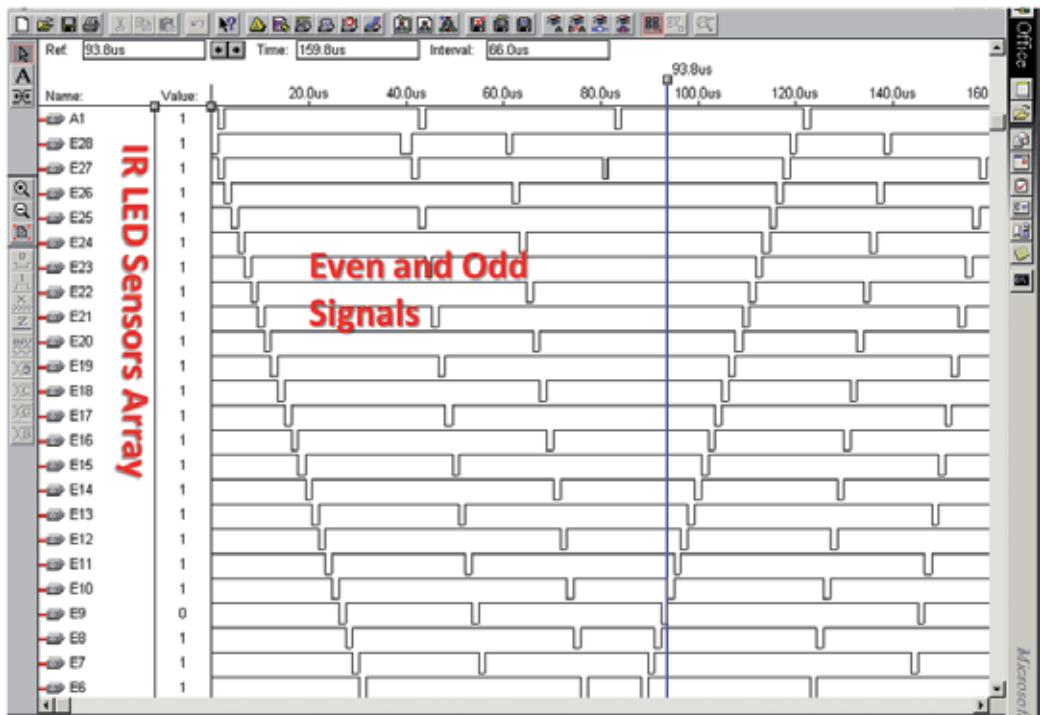 Ref: 93.8us Time: 159.8us Interval: 66.0us
93.8us
Name: Value: 20.0us 40.0us 60.0us 80.0us 100.0us 120.0us 140.0us 160
A1 1
E28 1
E27 1
E26 1
E25 1
E24 1
E23 1
E22 1
E21 1
E20 1
E19 1
E18 1
E17 1
E16 1
E15 1
E14 1
E13 1
E12 1
E11 1
E10 1
E9 0
E8 1
E7 1
E6 1
IR LED Sensors Array
Even and Odd
Signals
Office